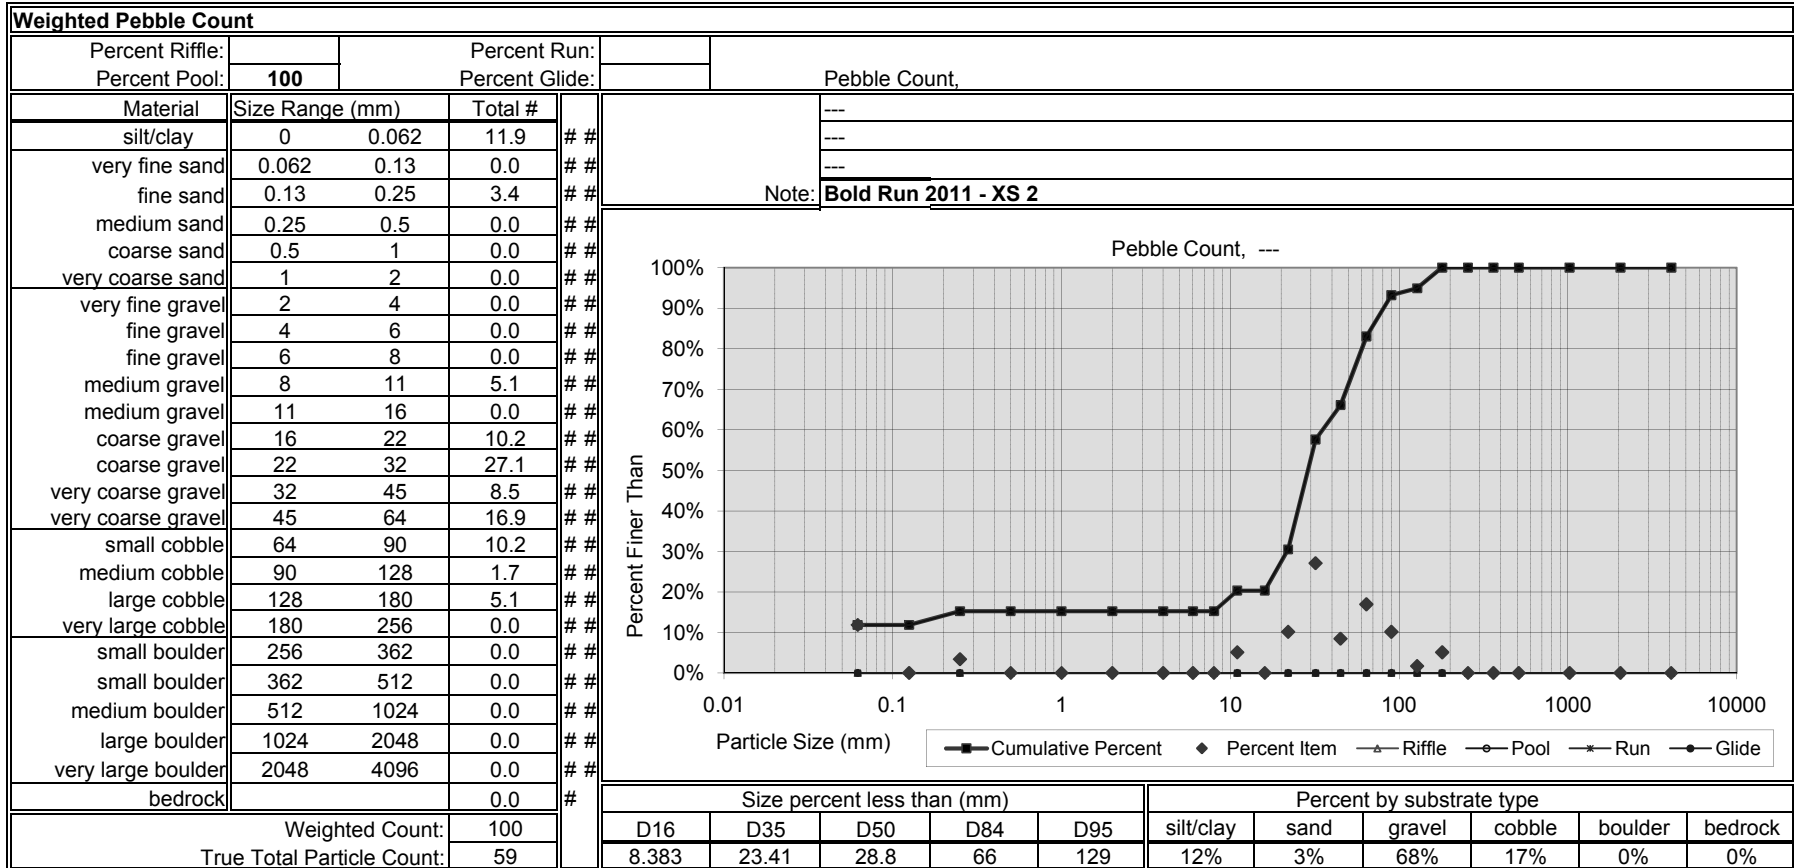 Weighted Pebble Count
Percent Riffle: Percent Run:
Percent Pool: 100 Percent Glide: Pebble Count,
Material Size Range (mm) Total # ---
silt/clay 0 0.062 11.9 # # ---
very fine sand 0.062 0.13 0.0 # # ---
fine sand 0.13 0.25 3.4 # # Note: Bold Run 2011 - XS 2
medium sand 0.25 0.5 0.0 # #
coarse sand 0.5 1 0.0 # #
very coarse sand 1 2 0.0 # #
very fine gravel 2 4 0.0 # #
fine gravel 4 6 0.0 # #
fine gravel 6 8 0.0 # #
medium gravel 8 11 5.1 # #
medium gravel 11 16 0.0 # #
coarse gravel 16 22 10.2 # #
coarse gravel 22 32 27.1 # #
very coarse gravel 32 45 8.5 # #
very coarse gravel 45 64 16.9 # #
small cobble 64 90 10.2 # #
medium cobble 90 128 1.7 # #
large cobble 128 180 5.1 # #
very large cobble 180 256 0.0 # #
small boulder 256 362 0.0 # #
small boulder 362 512 0.0 # #
medium boulder 512 1024 0.0 # #
large boulder 1024 2048 0.0 # #
very large boulder 2048 4096 0.0 # #
bedrock 0.0 #
Weighted Count: 100
True Total Particle Count: 59
Pebble Count, ---
100%
90%
80%
70%
60%
50%
40%
30%
20%
10%
0%
Percent Finer Than
0.01 0.1 1 10 100 1000 10000
Particle Size (mm) Cumulative Percent Percent Item Riffle Pool Run Glide
Size percent less than (mm) Percent by substrate type
D16 D35 D50 D84 D95 silt/clay sand gravel cobble boulder bedrock
8.383 23.41 28.8 66 129 12% 3% 68% 17% 0% 0%